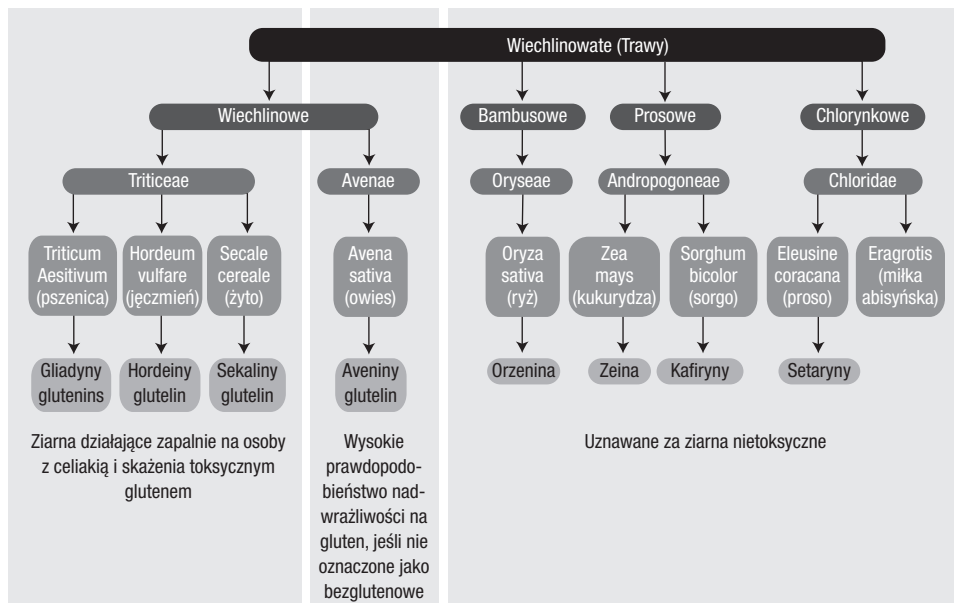 Wiechlinowate (Trawy)
Wiechlinowe
Bambusowe
Prosowe
Chlorynkowe
Triticeae
Avenae
Oryseae
Andropogoneae
Chloridae
Triticum
Aesitivum
(pszenica)
Hordeum
vulfare
(jęczmień)
Secale
cereale
(żyto)
Avena
sativa
(owies)
Oryza
sativa
(ryż)
Zea
mays
(kukurydza)
Sorghum
bicolor
(sorgo)
Eleusine
coracana
(proso)
Eragrotis
(miłka
abisyńska)
Gliadyny
glutenins
Hordeiny
glutelin
Sekaliny
glutelin
Aveniny
glutelin
Orzenina
Zeina
Kafiryny
Setaryny
Ziarna działające zapalnie na osoby
z celiakią i skażenia toksycznym
glutenem
Wysokie
prawdopodo-
bieństwo nad-
wrażliwości na
gluten, jeśli nie
oznaczone jako
bezglutenowe
Uznawane za ziarna nietoksyczne